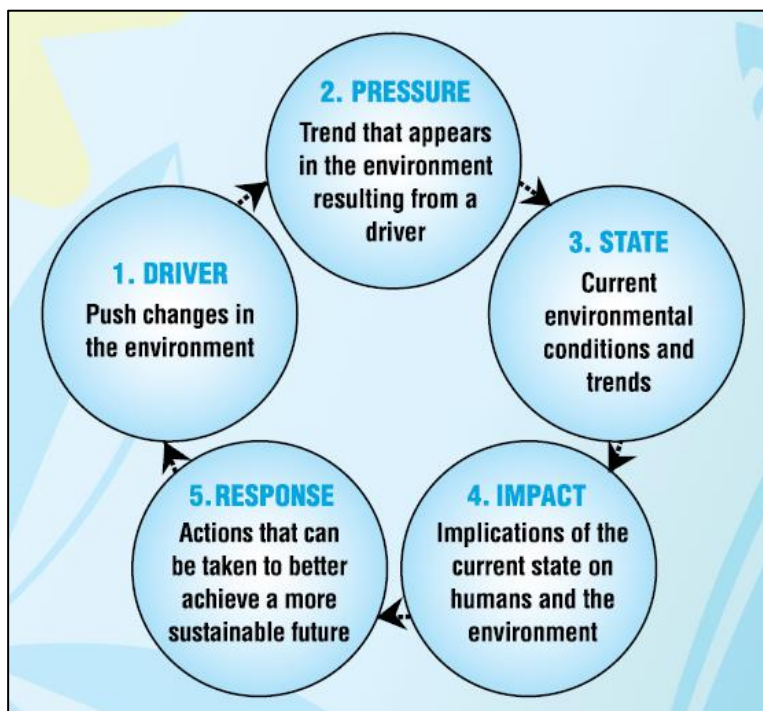 1. DRIVER
Push changes in
the environment
2. PRESSURE
Trend that appears
in the environment
resulting from a
driver
3. STATE
Current
environmental
conditions and
trends
4. IMPACT
Implications of the
current state on
humans and the
environment
5. RESPONSE
Actions that can
be taken to better
achieve a more
sustainable future